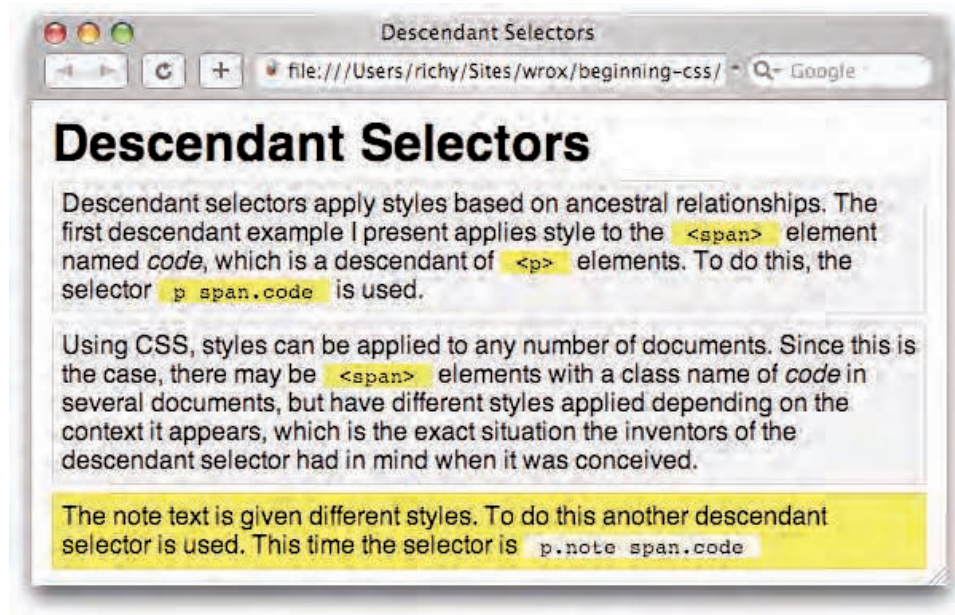 Descendant Selectors
file:///Users/richy/Sites/wrox/beginning-css/
Google
Descendant Selectors
Descendant selectors apply styles based on ancestral relationships. The
first descendant example I present applies style to the <span> element
named code, which is a descendant of <p> elements. To do this, the
selector p span.code is used.
Using CSS, styles can be applied to any number of documents. Since this is
the case, there may be <span> elements with a class name of code in
several documents, but have different styles applied depending on the
context it appears, which is the exact situation the inventors of the
descendant selector had in mind when it was conceived.
The note text is given different styles. To do this another descendant
selector is used. This time the selector is p.note span.code